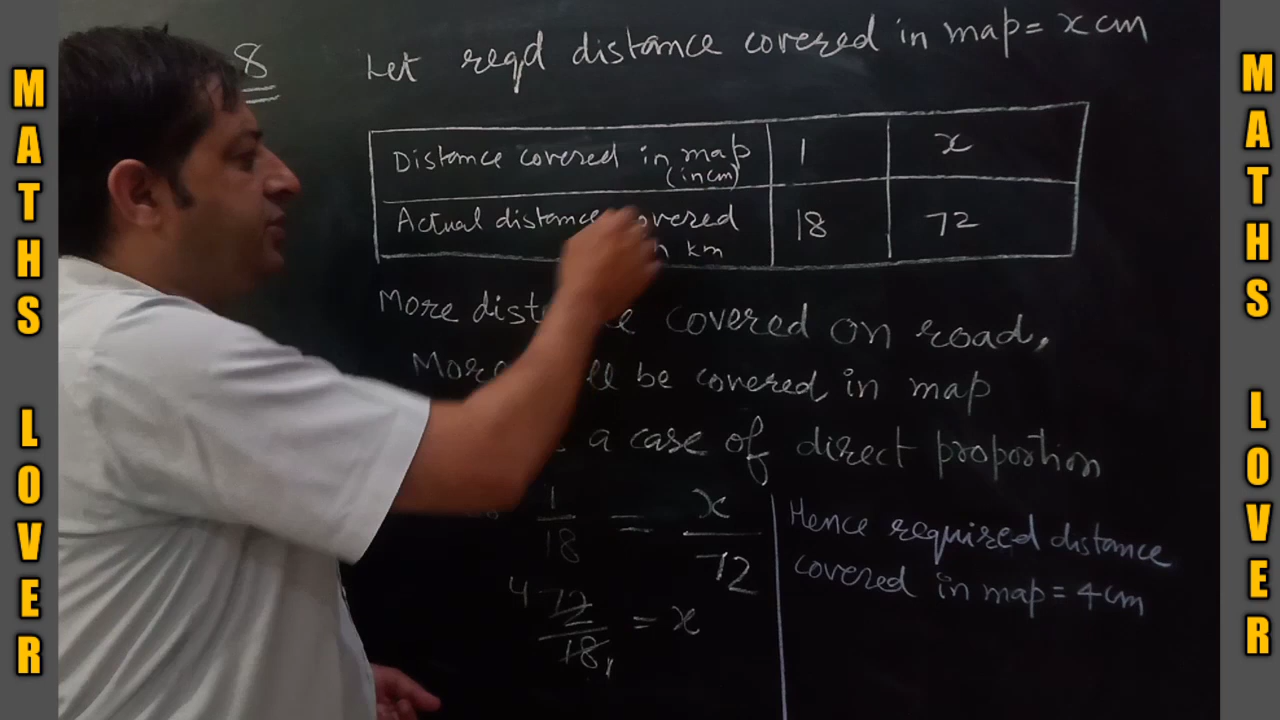 MATHS LOVER
8
Let reqd distance covered in map = x cm
Distance covered in map (in cm) 1 x
Actual distance covered km 18 72
More covered on road,
More be covered in map
a case of direct proportion
1/18 = x/72
4 72/18 1 = x
Hence required distance
covered in map = 4 cm
MATHS LOVER